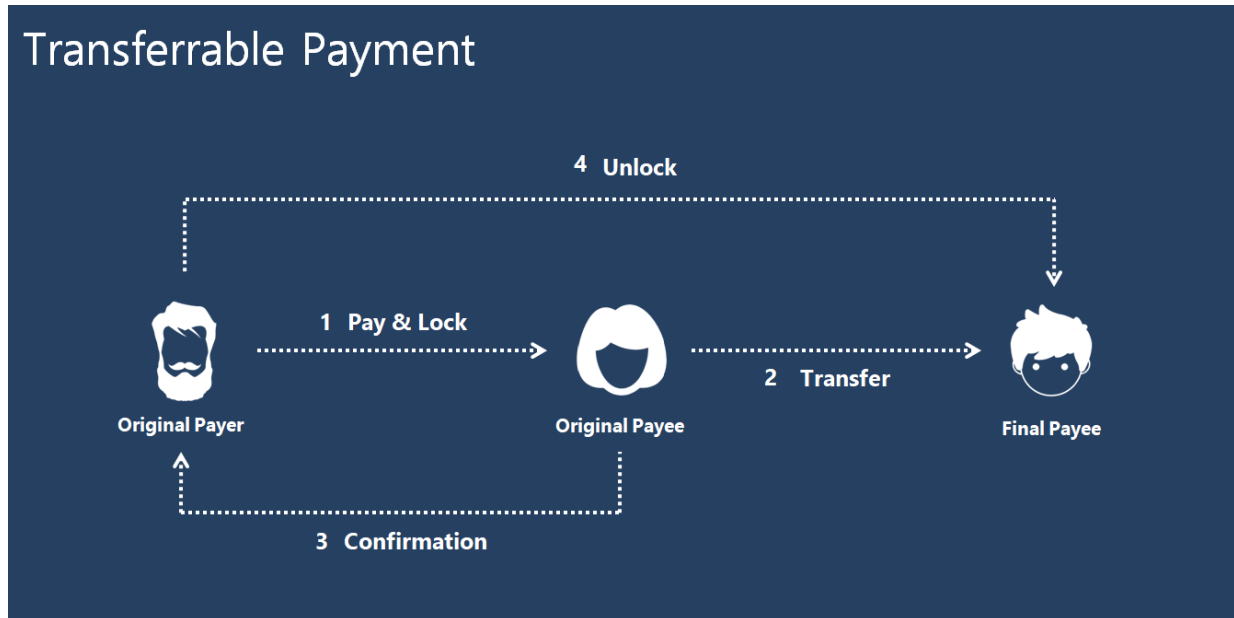 Transferrable Payment
4 Unlock
1 Pay & Lock
2 Transfer
Original Payer
Original Payee
Final Payee
3 Confirmation